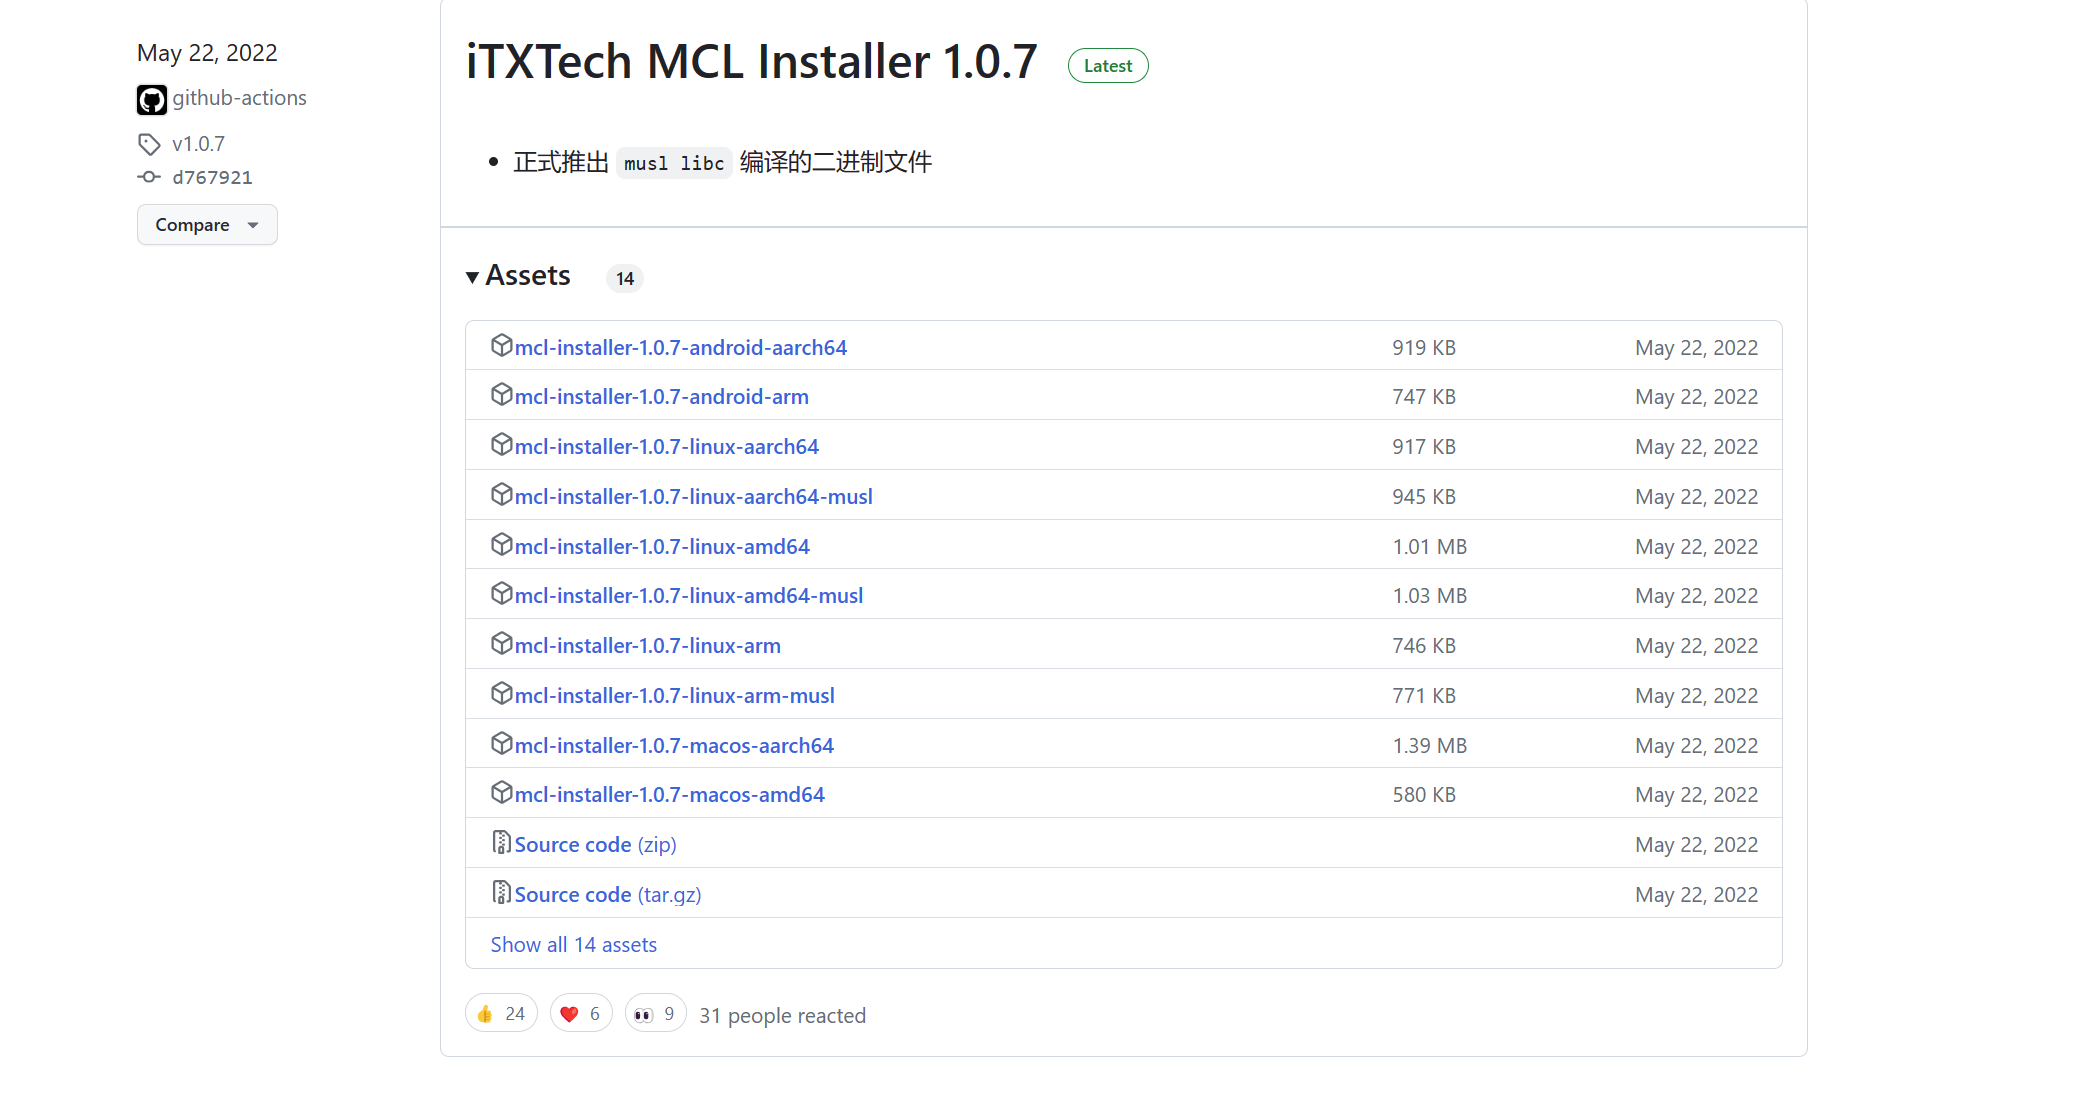 May 22, 2022
github-actions
v1.0.7
d767921
Compare
iTXTech MCL Installer 1.0.7 Latest
正式推出 musl libc 编译的二进制文件
Assets 14
mcl-installer-1.0.7-android-aarch64 919 KB May 22, 2022
mcl-installer-1.0.7-android-arm 747 KB May 22, 2022
mcl-installer-1.0.7-linux-aarch64 917 KB May 22, 2022
mcl-installer-1.0.7-linux-aarch64-musl 945 KB May 22, 2022
mcl-installer-1.0.7-linux-amd64 1.01 MB May 22, 2022
mcl-installer-1.0.7-linux-amd64-musl 1.03 MB May 22, 2022
mcl-installer-1.0.7-linux-arm 746 KB May 22, 2022
mcl-installer-1.0.7-linux-arm-musl 771 KB May 22, 2022
mcl-installer-1.0.7-macos-aarch64 1.39 MB May 22, 2022
mcl-installer-1.0.7-macos-amd64 580 KB May 22, 2022
Source code (zip) May 22, 2022
Source code (tar.gz) May 22, 2022
Show all 14 assets
👍 24 ❤️ 6 👀 9 31 people reacted